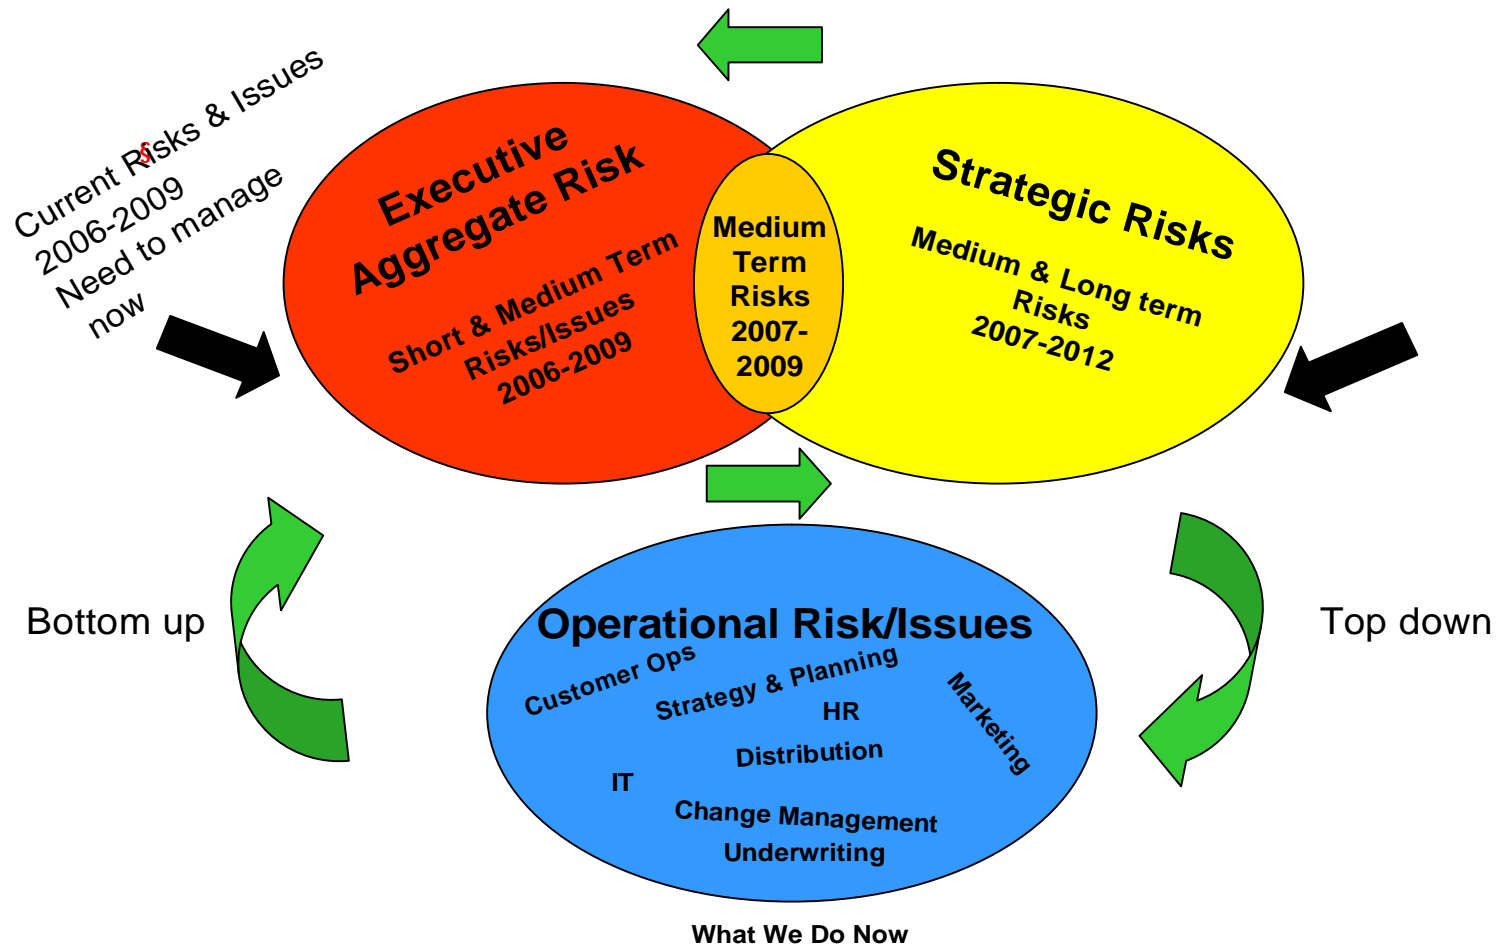 Current Risks & Issues
2006-2009
Need to manage
now
Executive
Aggregate Risk
Short & Medium Term
Risks/Issues
2006-2009
Medium
Term
Risks
2007-
2009
Strategic Risks
Medium & Long term
Risks
2007-2012
Bottom up
Top down
Operational Risk/Issues
Customer Ops
Strategy & Planning
HR
Marketing
Distribution
IT
Change Management
Underwriting
What We Do Now